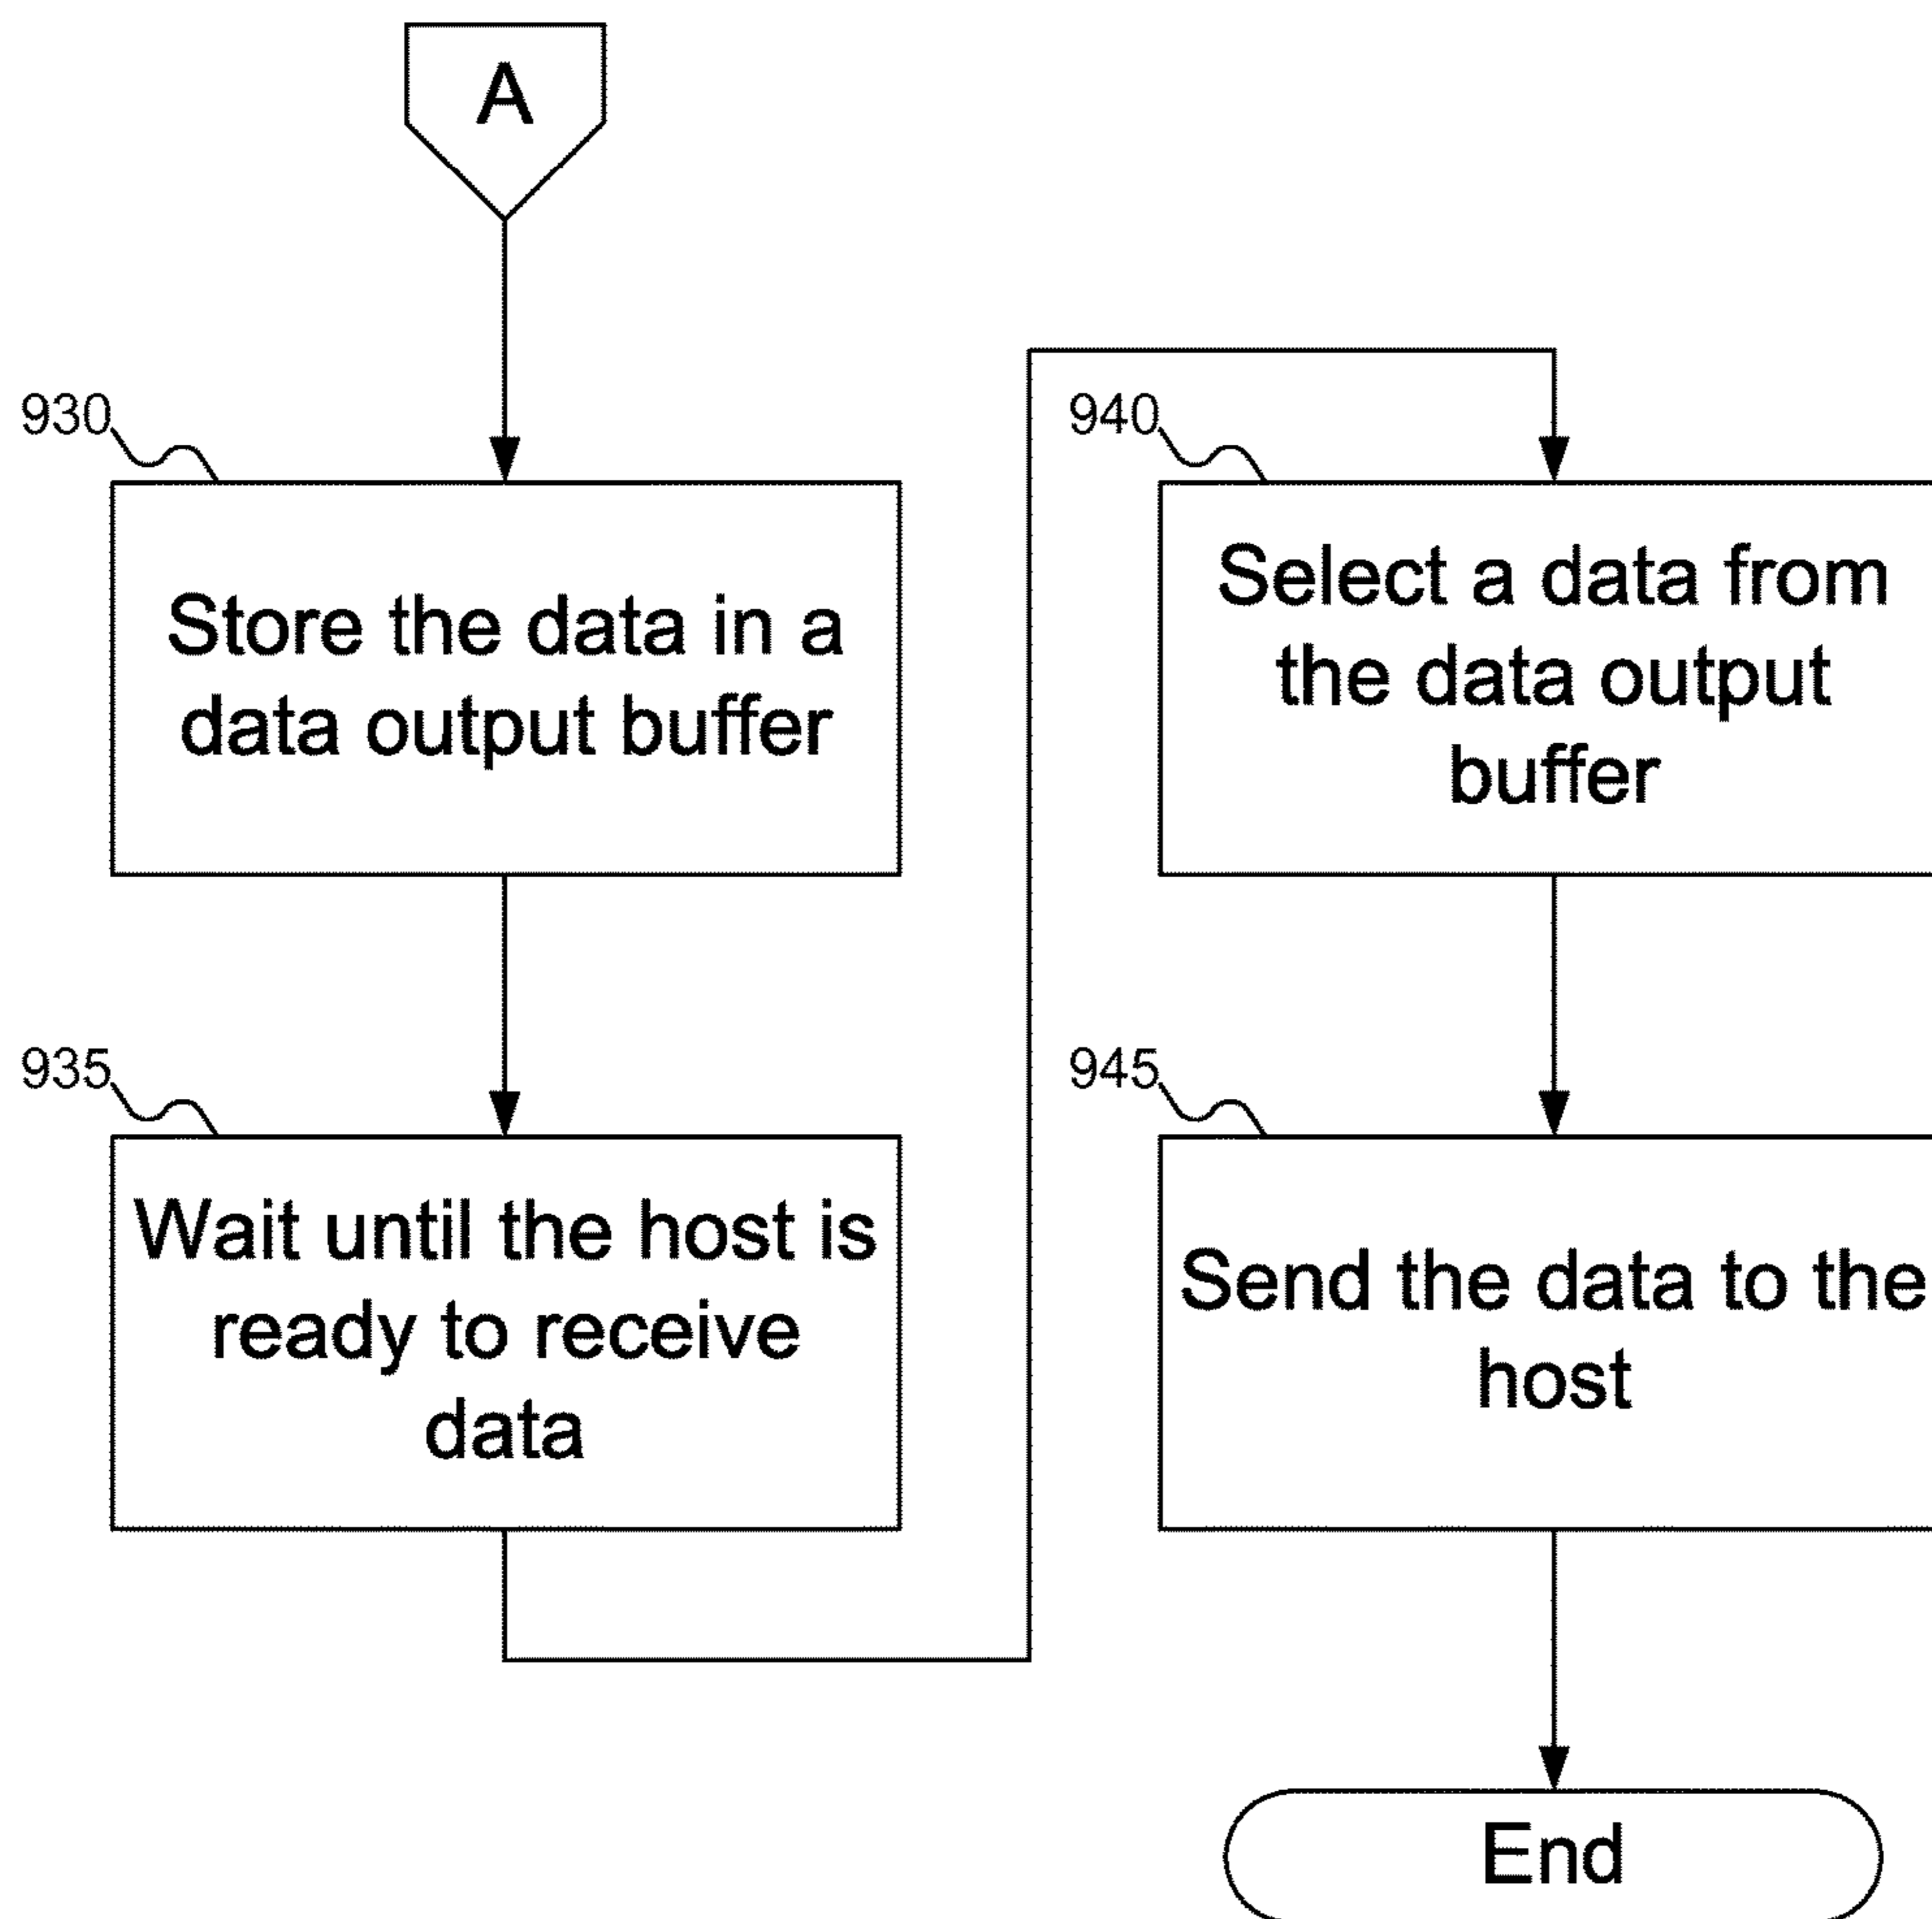 A
930
Store the data in a
data output buffer
935
Wait until the host is
ready to receive
data
940
Select a data from
the data output
buffer
945
Send the data to the
host
End